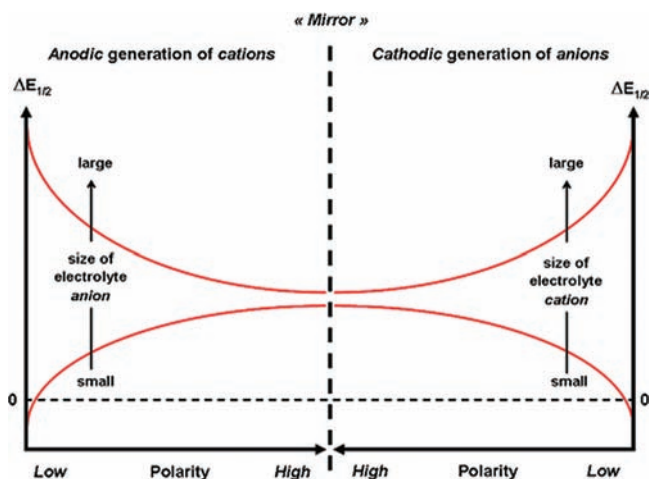 « Mirror »
Anodic generation of cations
Cathodic generation of anions
ΔE1/2
ΔE1/2
large
large
size of
electrolyte
anion
size of
electrolyte
cation
small
small
0
0
Low Polarity High
High Polarity Low